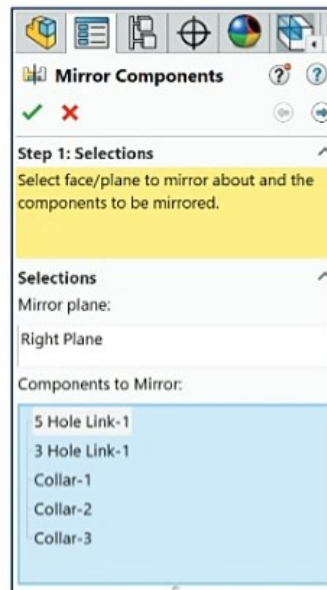 Mirror Components
Step 1: Selections
Select face/plane to mirror about and the
components to be mirrored.
Selections
Mirror plane:
Right Plane
Components to Mirror:
5 Hole Link-1
3 Hole Link-1
Collar-1
Collar-2
Collar-3